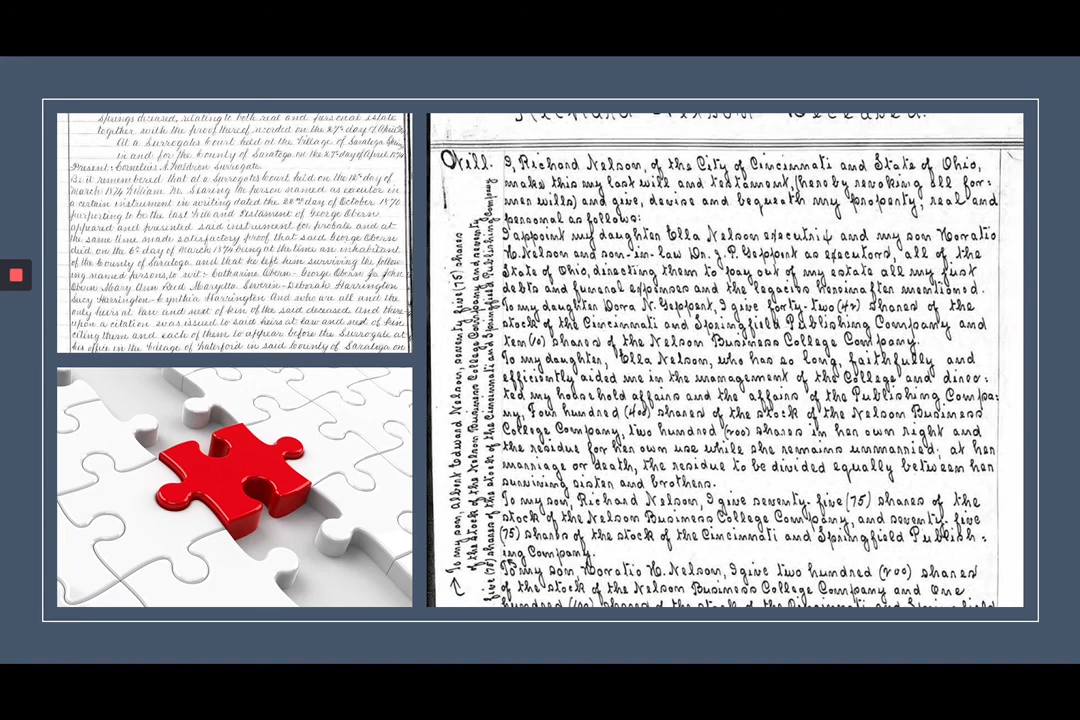 Springs deceased, relating to both real and personal Estate
together with the proof thereof recorded on the 27th day of April
At a Surrogates Court held at the Village of Saratoga
in and for the County of Saratoga on the 27th day of April 1874
Present: Cornelius A Waldron Surrogate.
Be it remembered that at a Surrogates Court held on the 12th day of
March 1874 William H. Searing the person named as executor in
a certain instrument in writing dated the 22nd day of October 1870
purporting to be the last Will and Testament of George Obern
appeared and presented said instrument for probate and at
the same time made satisfactory proof that said George Obern
died on the 6th day of March 1874 being at the time an inhabitant
of the County of Saratoga. and that he left him surviving the follow
ing named persons, to wit:- Catharine Obern- George Obern Jr John
Obern Mary Ann Reed Maryetta Severen- Deborah Harrington
Lucy Harrington- Cynthia Harrington And who are all and the
only heirs at law and next of kin of the said deceased. And there
upon a citation was issued to said heirs at law and next of kin
citing them and each of them to appear before the Surrogate at
his office in the Village of Waterford in said County of Saratoga on
Richard Nelson Deceased.
Will. I, Richard Nelson, of the City of Cincinnati and State of Ohio,
make this my last will and testament, (hereby revoking all for:
mer wills) and give, devise and bequeath my property, real and
personal as follows:
I appoint my daughter Ella Nelson executrix and my son Horatio
H. Nelson and son-in-law Dr. J. P. Geppert as executors, all of the
State of Ohio, directing them to pay out of my estate all my just
debts and funeral expenses and the legacies hereinafter mentioned.
To my daughter Dora N. Geppert, I give forty-two (42) shares of the
stock of the Cincinnati and Springfield Publishing Company and
ten (10) shares of the Nelson Business College Company.
To my daughter, Ella Nelson, who has so long, faithfully and
efficiently aided me in the management of the College and direc:
ted my household affairs and the affairs of the Publishing Compa:
ny, Four hundred (400) shares of the stock of the Nelson Business
College Company, two hundred (200) shares in her own right and
the residue for her own use while she remains unmarried; at her
marriage or death, the residue to be divided equally between her
surviving sister and brothers.
To my son, Richard Nelson, I give seventy-five (75) shares of the
stock of the Nelson Business College Company, and seventy-five
(75) shares of the stock of the Cincinnati and Springfield Publish:
ing Company.
To my son Horatio H. Nelson, I give two hundred (200) shares
of the stock of the Nelson Business College Company and One
hundred (100) shares of the stock of the Cincinnati and Springfield
To my son, Albert Edward Nelson, seventy five (75) shares
of the stock of the Nelson Business College Company and seventy
five (75) shares of the stock of the Cincinnati and Springfield Publishing Company